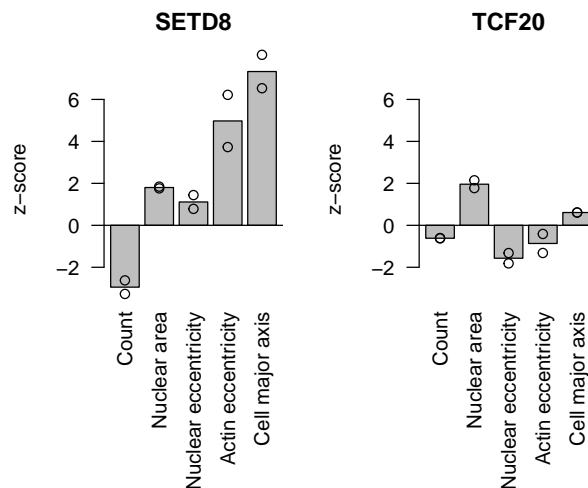 SETD8
z−score
6
4
2
0
−2
Count
Nuclear area
Nuclear eccentricity
Actin eccentricity
Cell major axis
TCF20
z−score
6
4
2
0
−2
Count
Nuclear area
Nuclear eccentricity
Actin eccentricity
Cell major axis